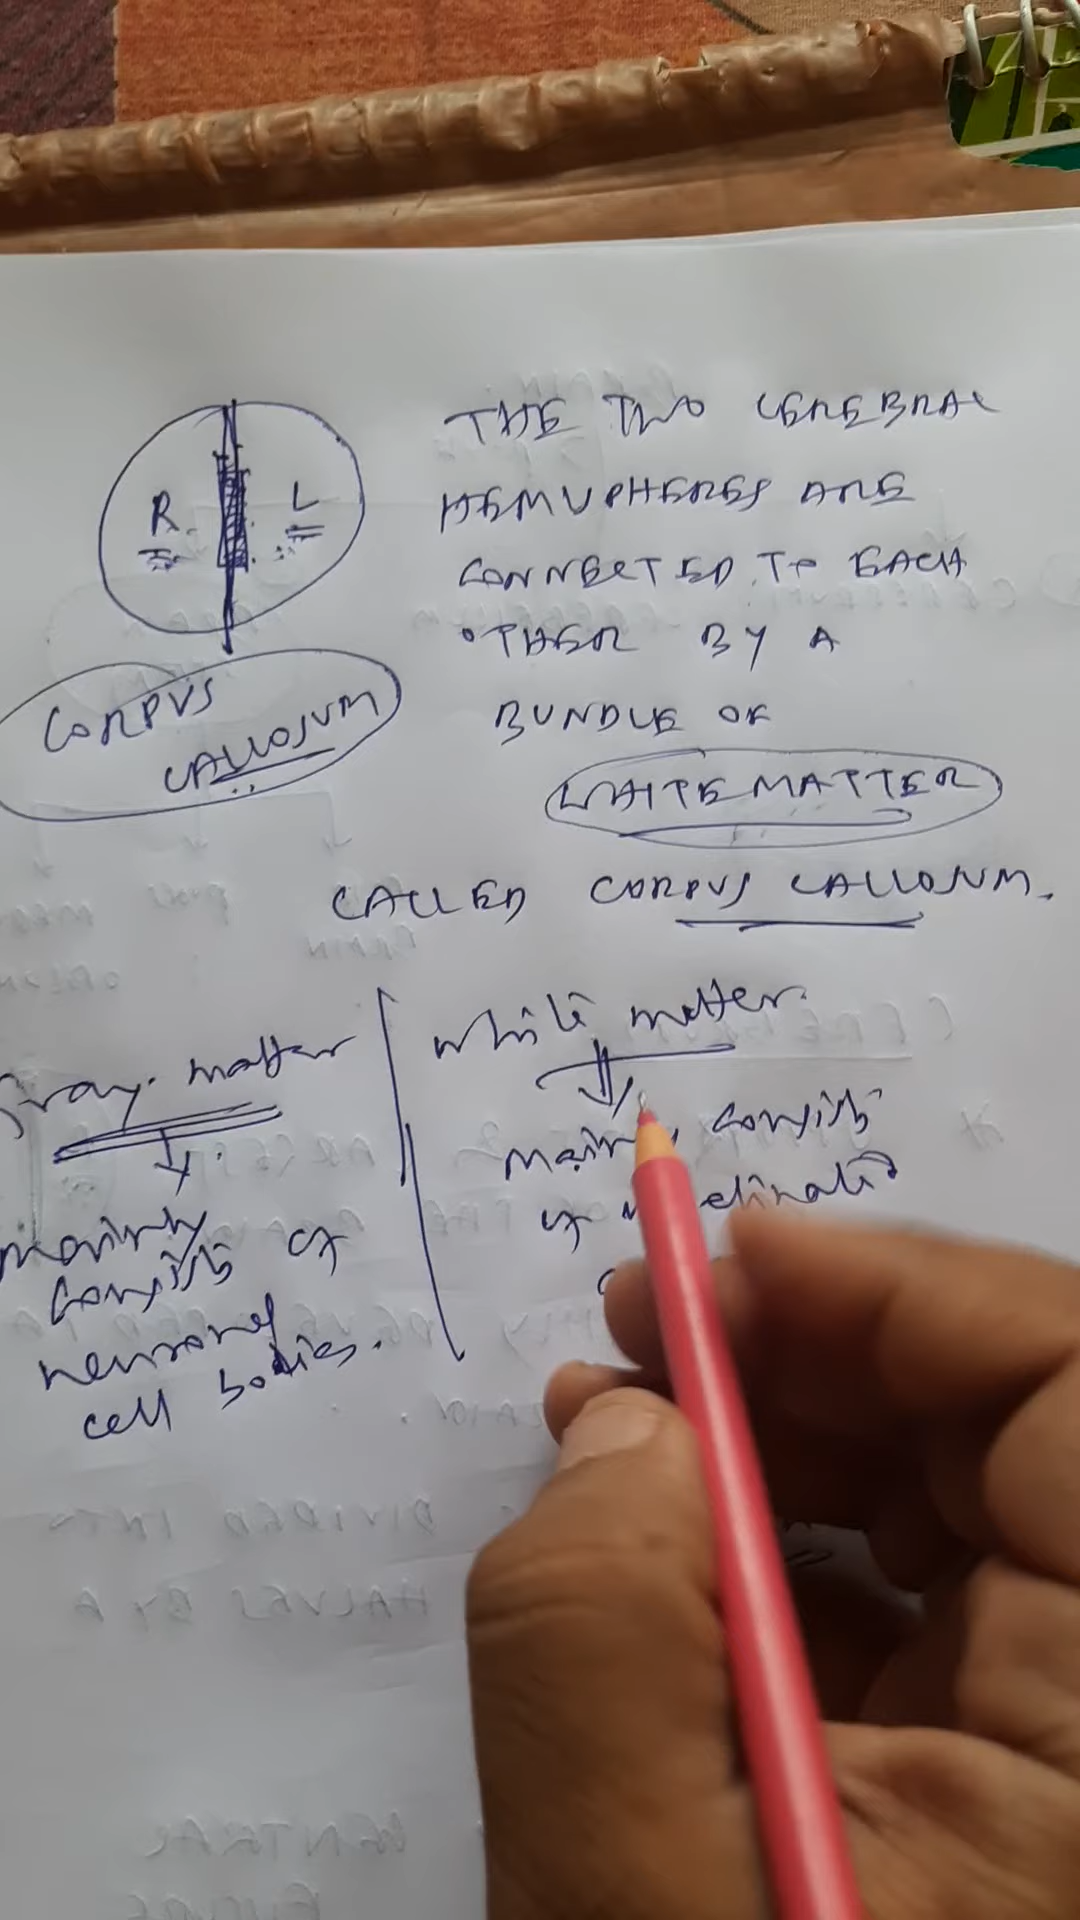 R
L
CORPUS
CALLOSUM
THE TWO CEREBRAL
HEMUPHERES ARE
CONNECTED TO EACH
OTHER BY A
BUNDLE OF
WHITE MATTER
CALLED CORPUS CALLOSUM.
Gray matter
mainly
consists of
neuronal
cell bodies.
white matter.
consists
of